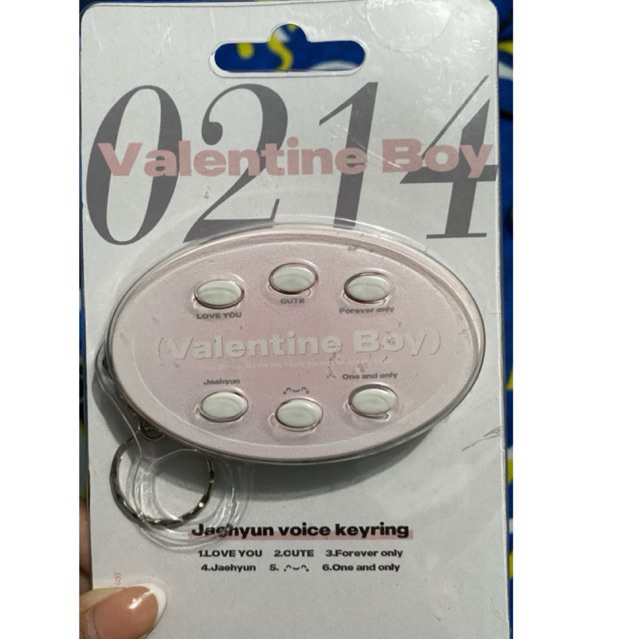 0214
Valentine Boy
LOVE YOU CUTE Forever only
(Valentine Boy)
Jaehyun ◜◡◝ One and only
Jaehyun voice keyring
1.LOVE YOU 2.CUTE 3.Forever only
4.Jaehyun 5. ◜◡◝ 6.One and only